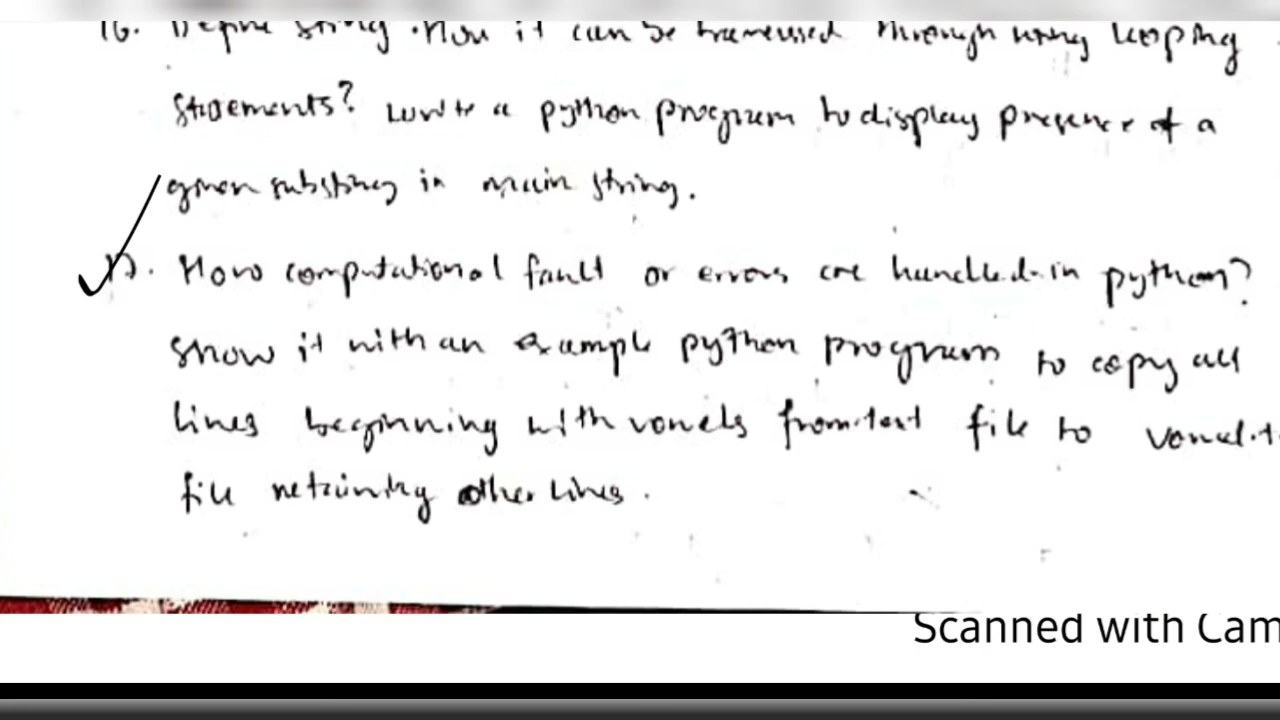 16. Define string. How it can be traversed through using looping
statements? Write a python program to display presence of a
given substring in main string.
17. How computational fault or errors are handled in python?
Show it with an example python program to copy all
lines beginning with vowels from text file to
file retaining other lines.
Scanned with Cam